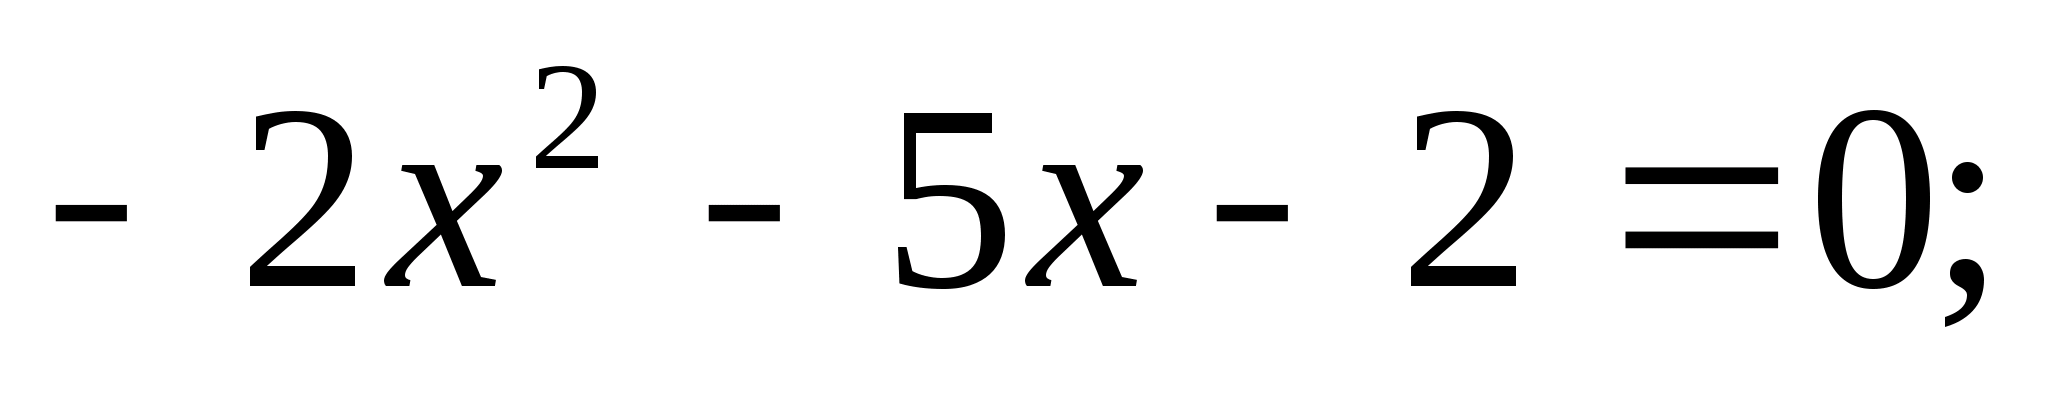 - 2x² - 5x - 2 = 0;